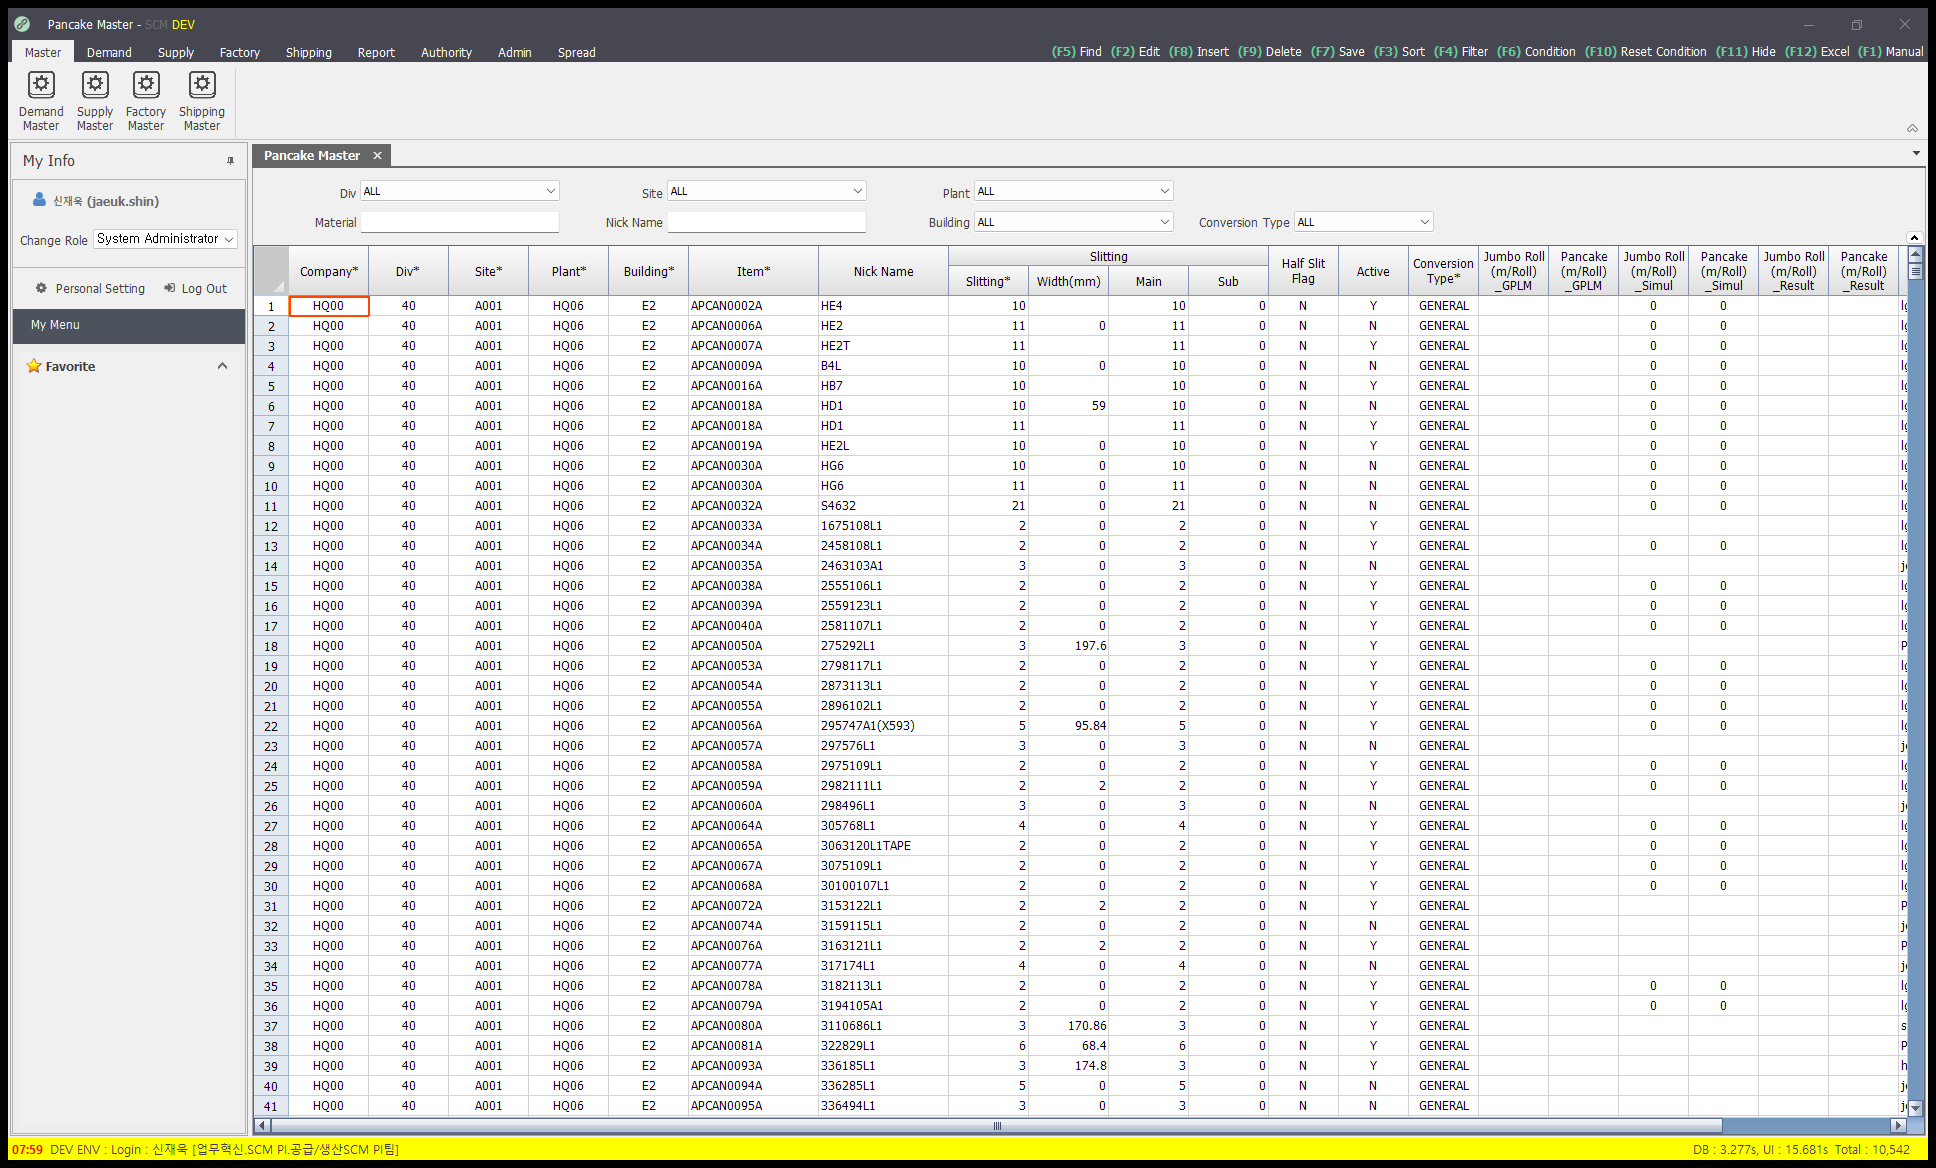 Pancake Master - SCM DEV
Master Demand Supply Factory Shipping Report Authority Admin Spread
(F5) Find (F2) Edit (F8) Insert (F9) Delete (F7) Save (F3) Sort (F4) Filter (F6) Condition (F10) Reset Condition (F11) Hide (F12) Excel (F1) Manual
Demand Master
Supply Master
Factory Master
Shipping Master
My Info
신재욱 (jaeuk.shin)
Change Role System Administrator
Personal Setting Log Out
My Menu
Favorite
Pancake Master
Div ALL Site ALL Plant ALL
Material Nick Name Building ALL Conversion Type ALL
Company* Div* Site* Plant* Building* Item* Nick Name Slitting Half Slit Flag Active Conversion Type* Jumbo Roll (m/Roll) _GPLM Pancake (m/Roll) _GPLM Jumbo Roll (m/Roll) _Simul Pancake (m/Roll) _Simul Jumbo Roll (m/Roll) _Result Pancake (m/Roll) _Result
Slitting* Width(mm) Main Sub
1 HQ00 40 A001 HQ06 E2 APCAN0002A HE4 10 10 0 N Y GENERAL 0 0
2 HQ00 40 A001 HQ06 E2 APCAN0006A HE2 11 0 11 0 N N GENERAL 0 0
3 HQ00 40 A001 HQ06 E2 APCAN0007A HE2T 11 11 0 N Y GENERAL 0 0
4 HQ00 40 A001 HQ06 E2 APCAN0009A B4L 10 0 10 0 N N GENERAL 0 0
5 HQ00 40 A001 HQ06 E2 APCAN0016A HB7 10 10 0 N Y GENERAL 0 0
6 HQ00 40 A001 HQ06 E2 APCAN0018A HD1 10 59 10 0 N N GENERAL 0 0
7 HQ00 40 A001 HQ06 E2 APCAN0018A HD1 11 11 0 N Y GENERAL 0 0
8 HQ00 40 A001 HQ06 E2 APCAN0019A HE2L 10 0 10 0 N Y GENERAL 0 0
9 HQ00 40 A001 HQ06 E2 APCAN0030A HG6 10 0 10 0 N N GENERAL 0 0
10 HQ00 40 A001 HQ06 E2 APCAN0030A HG6 11 0 11 0 N N GENERAL 0 0
11 HQ00 40 A001 HQ06 E2 APCAN0032A S4632 21 0 21 0 N N GENERAL 0 0
12 HQ00 40 A001 HQ06 E2 APCAN0033A 1675108L1 2 0 2 0 N Y GENERAL
13 HQ00 40 A001 HQ06 E2 APCAN0034A 2458108L1 2 0 2 0 N Y GENERAL 0 0
14 HQ00 40 A001 HQ06 E2 APCAN0035A 2463103A1 3 0 3 0 N N GENERAL
15 HQ00 40 A001 HQ06 E2 APCAN0038A 2555106L1 2 0 2 0 N Y GENERAL 0 0
16 HQ00 40 A001 HQ06 E2 APCAN0039A 2559123L1 2 0 2 0 N Y GENERAL 0 0
17 HQ00 40 A001 HQ06 E2 APCAN0040A 2581107L1 2 0 2 0 N Y GENERAL 0 0
18 HQ00 40 A001 HQ06 E2 APCAN0050A 275292L1 3 197.6 3 0 N Y GENERAL
19 HQ00 40 A001 HQ06 E2 APCAN0053A 2798117L1 2 0 2 0 N Y GENERAL 0 0
20 HQ00 40 A001 HQ06 E2 APCAN0054A 2873113L1 2 0 2 0 N Y GENERAL 0 0
21 HQ00 40 A001 HQ06 E2 APCAN0055A 2896102L1 2 0 2 0 N Y GENERAL 0 0
22 HQ00 40 A001 HQ06 E2 APCAN0056A 295747A1(X593) 5 95.84 5 0 N Y GENERAL 0 0
23 HQ00 40 A001 HQ06 E2 APCAN0057A 297576L1 3 0 3 0 N N GENERAL
24 HQ00 40 A001 HQ06 E2 APCAN0058A 2975109L1 2 0 2 0 N Y GENERAL 0 0
25 HQ00 40 A001 HQ06 E2 APCAN0059A 2982111L1 2 2 2 0 N Y GENERAL 0 0
26 HQ00 40 A001 HQ06 E2 APCAN0060A 298496L1 3 0 3 0 N N GENERAL
27 HQ00 40 A001 HQ06 E2 APCAN0064A 305768L1 4 0 4 0 N Y GENERAL 0 0
28 HQ00 40 A001 HQ06 E2 APCAN0065A 3063120L1TAPE 2 0 2 0 N Y GENERAL 0 0
29 HQ00 40 A001 HQ06 E2 APCAN0067A 3075109L1 2 0 2 0 N Y GENERAL 0 0
30 HQ00 40 A001 HQ06 E2 APCAN0068A 30100107L1 2 0 2 0 N Y GENERAL 0 0
31 HQ00 40 A001 HQ06 E2 APCAN0072A 3153122L1 2 2 2 0 N Y GENERAL
32 HQ00 40 A001 HQ06 E2 APCAN0074A 3159115L1 2 0 2 0 N N GENERAL
33 HQ00 40 A001 HQ06 E2 APCAN0076A 3163121L1 2 2 2 0 N Y GENERAL
34 HQ00 40 A001 HQ06 E2 APCAN0077A 317174L1 4 0 4 0 N N GENERAL
35 HQ00 40 A001 HQ06 E2 APCAN0078A 3182113L1 2 0 2 0 N Y GENERAL 0 0
36 HQ00 40 A001 HQ06 E2 APCAN0079A 3194105A1 2 0 2 0 N Y GENERAL 0 0
37 HQ00 40 A001 HQ06 E2 APCAN0080A 3110686L1 3 170.86 3 0 N Y GENERAL
38 HQ00 40 A001 HQ06 E2 APCAN0081A 322829L1 6 68.4 6 0 N Y GENERAL
39 HQ00 40 A001 HQ06 E2 APCAN0093A 336185L1 3 174.8 3 0 N Y GENERAL
40 HQ00 40 A001 HQ06 E2 APCAN0094A 336285L1 5 0 5 0 N N GENERAL
41 HQ00 40 A001 HQ06 E2 APCAN0095A 336494L1 3 0 3 0 N N GENERAL
07:59 DEV ENV : Login : 신재욱 [업무혁신.SCM PI.공급/생산SCM PI팀] DB : 3.277s, UI : 15.681s Total : 10,542